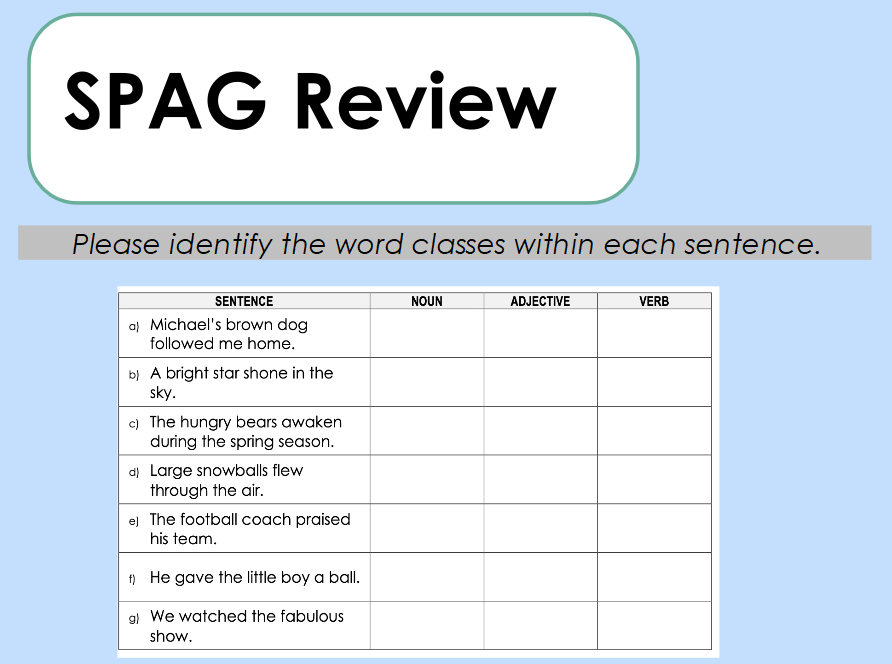 SPAG Review
Please identify the word classes within each sentence.
SENTENCE NOUN ADJECTIVE VERB
a) Michael's brown dog
followed me home.
b) A bright star shone in the
sky.
c) The hungry bears awaken
during the spring season.
d) Large snowballs flew
through the air.
e) The football coach praised
his team.
f) He gave the little boy a ball.
g) We watched the fabulous
show.